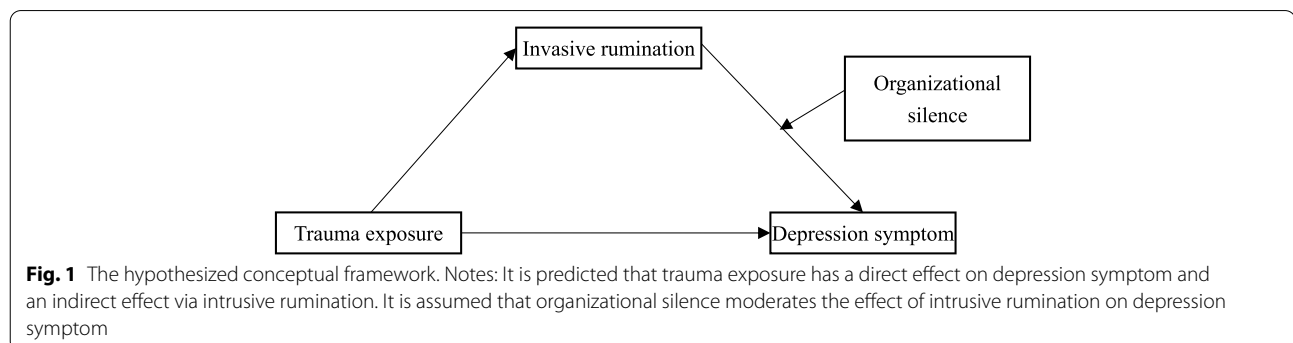 Invasive rumination
Organizational
silence
Trauma exposure
Depression symptom
Fig. 1 The hypothesized conceptual framework. Notes: It is predicted that trauma exposure has a direct effect on depression symptom and
an indirect effect via intrusive rumination. It is assumed that organizational silence moderates the effect of intrusive rumination on depression
symptom